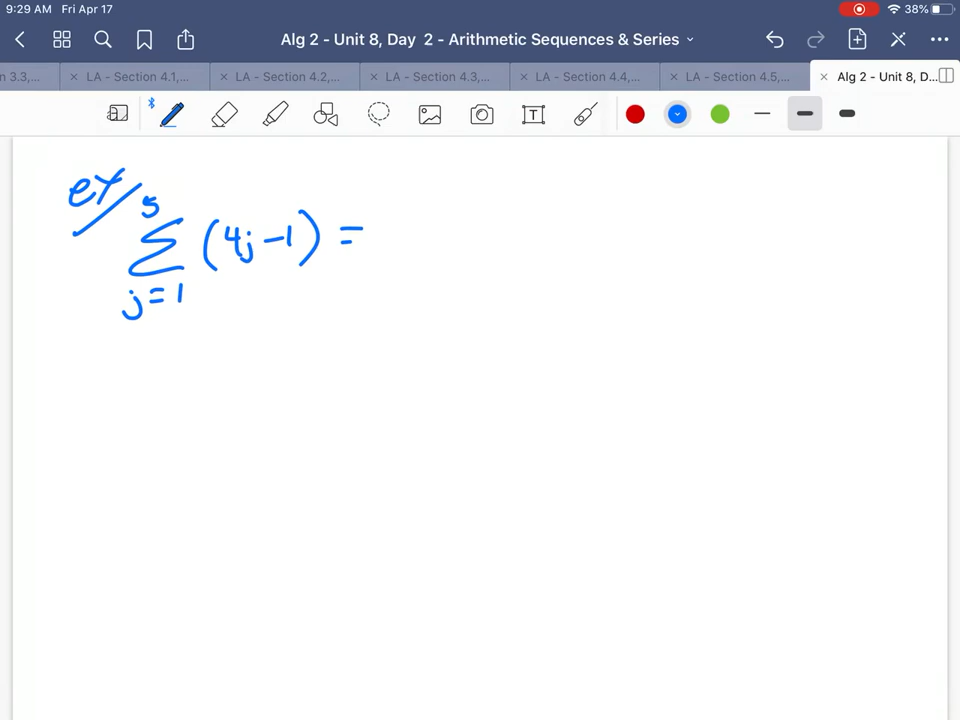 9:29 AM Fri Apr 17
38%
Alg 2 - Unit 8, Day 2 - Arithmetic Sequences & Series
n 3.3,...
LA - Section 4.1,...
LA - Section 4.2,...
LA - Section 4.3,...
LA - Section 4.4,...
LA - Section 4.5,...
Alg 2 - Unit 8, D...
T
ex/
5
∑ (4j-1) =
j=1